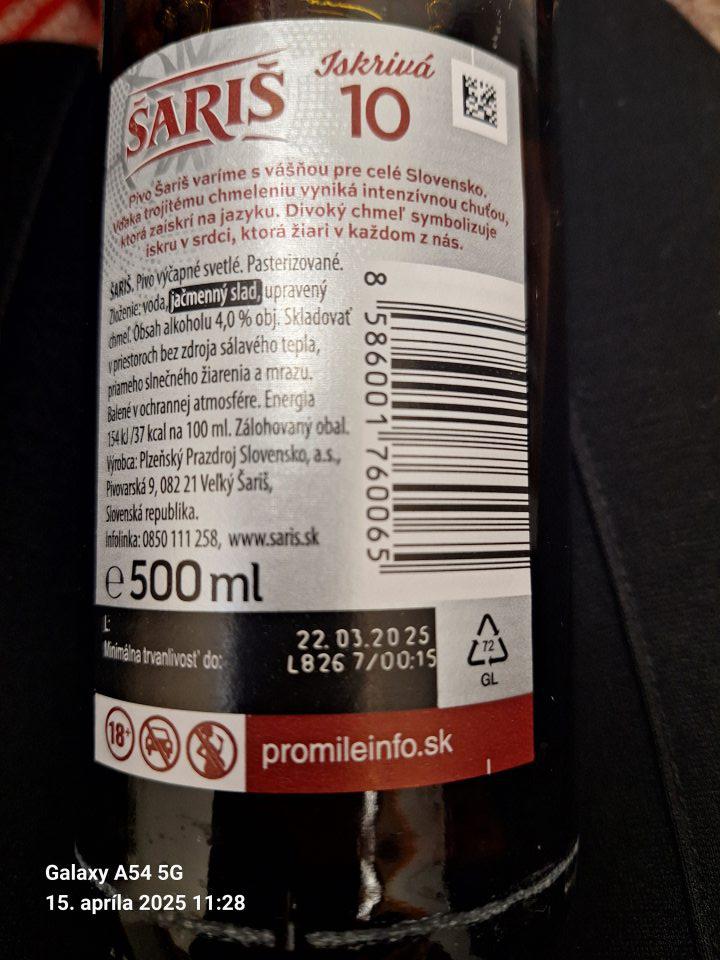 ŠARIŠ
Iskrivá
10
Pivo Šariš varíme s vášňou pre celé Slovensko.
Vďaka trojitému chmeleniu vyniká intenzívnou chuťou,
ktorá zaiskrí na jazyku. Divoký chmeľ symbolizuje
iskru v srdci, ktorá žiari v každom z nás.
ŠARIŠ. Pivo výčapné svetlé. Pasterizované.
Zloženie: voda, jačmenný slad, upravený
chmeľ. Obsah alkoholu 4,0 % obj. Skladovať
v priestoroch bez zdroja sálavého tepla,
priameho slnečného žiarenia a mrazu.
Balené v ochrannej atmosfére. Energia
154 kJ/37 kcal na 100 ml. Zálohovaný obal.
Výrobca: Plzeňský Prazdroj Slovensko, a.s.,
Pivovarská 9, 082 21 Veľký Šariš,
Slovenská republika.
Infolinka: 0850 111 258, www.saris.sk
℮ 500 ml
8 586001 760065
L:
Minimálna trvanlivosť do:
22.03.2025
L826 7/00:15
72
GL
18+
promileinfo.sk
Galaxy A54 5G
15. apríla 2025 11:28